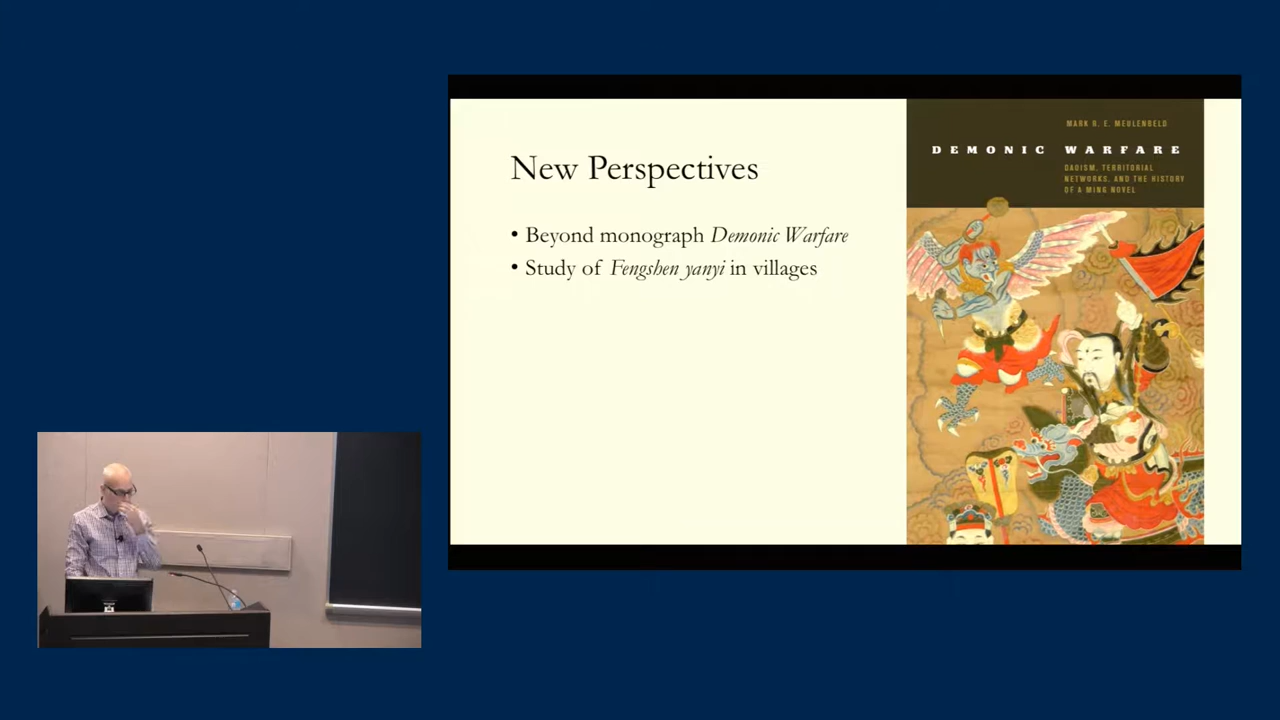 New Perspectives
• Beyond monograph Demonic Warfare
• Study of Fengshen yanyi in villages
MARK R. E. MEULENBELD
DEMONIC WARFARE
DAOISM, TERRITORIAL
NETWORKS, AND THE HISTORY
OF A MING NOVEL